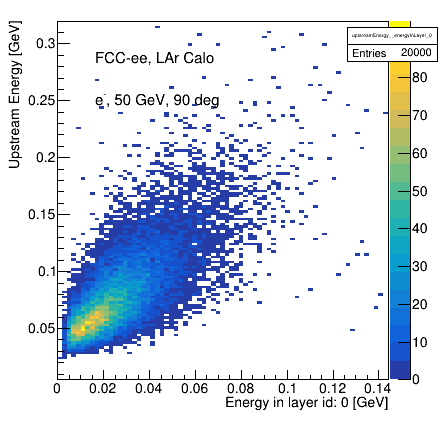 upstreamEnergy__energyInLayer_0
Entries 20000
FCC-ee, LAr Calo
e-, 50 GeV, 90 deg
Upstream Energy [GeV]
0.3
0.25
0.2
0.15
0.1
0.05
80
70
60
50
40
30
20
10
0
0 0.02 0.04 0.06 0.08 0.1 0.12 0.14
Energy in layer id: 0 [GeV]